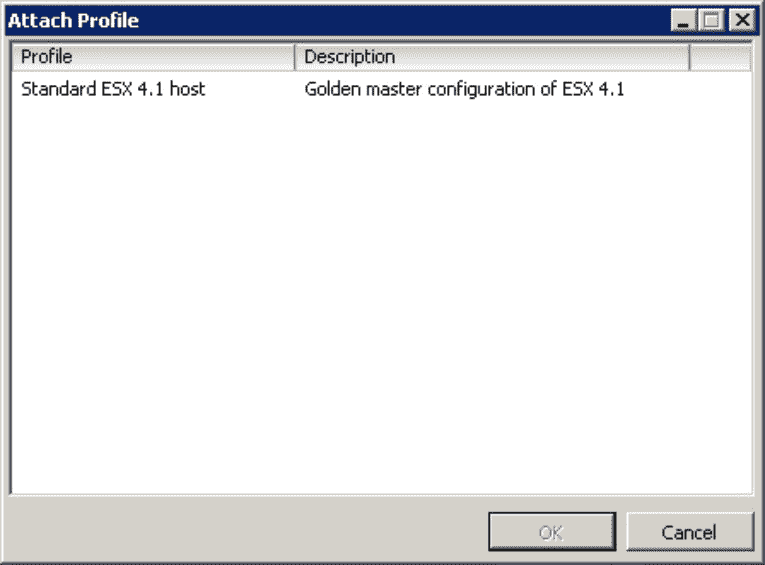 Attach Profile
Profile Description
Standard ESX 4.1 host Golden master configuration of ESX 4.1
OK Cancel